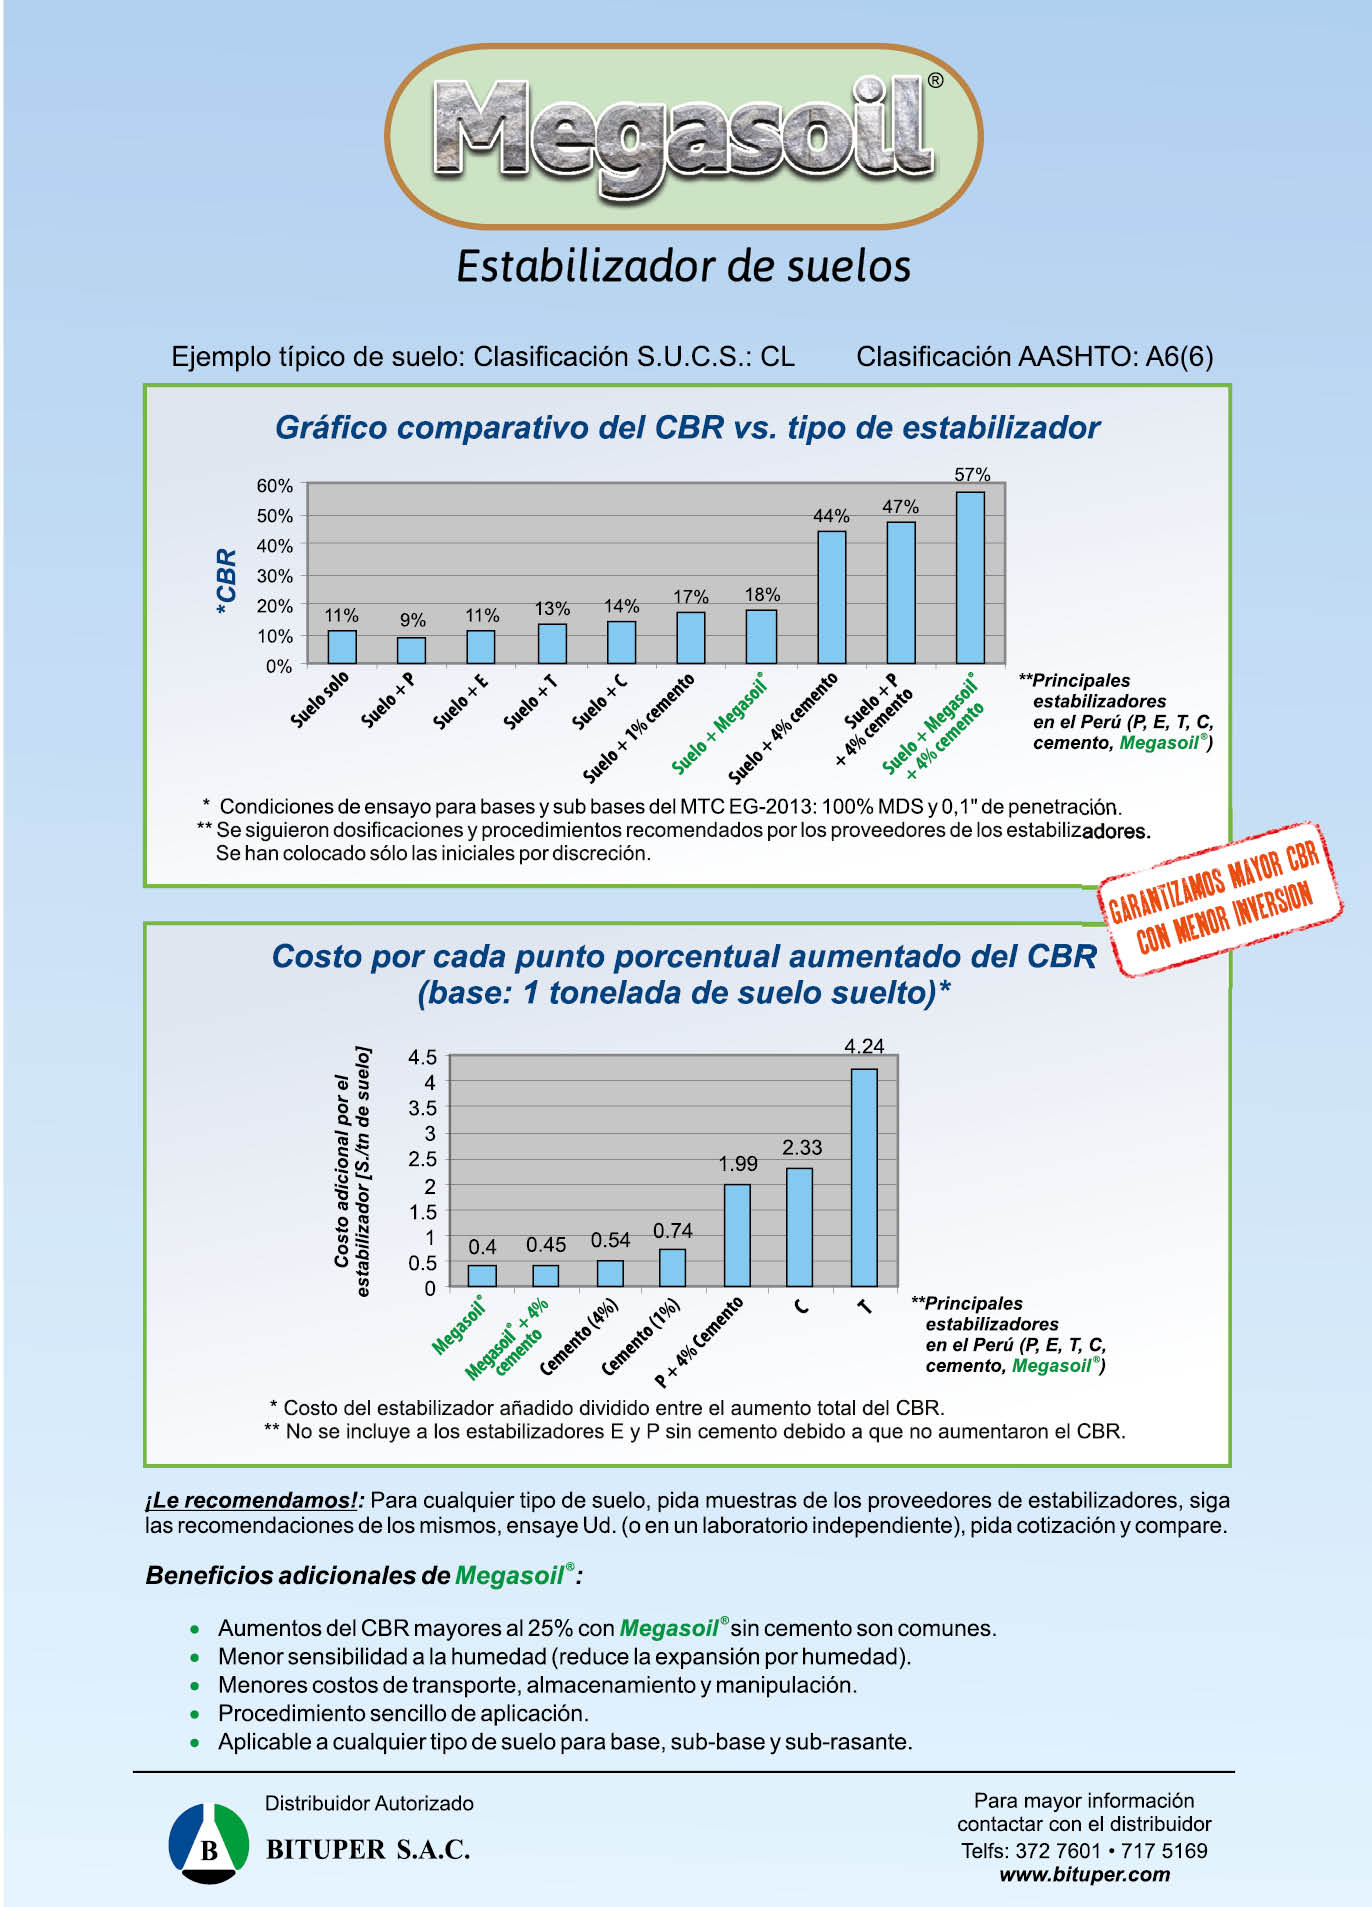 Megasoil®
Estabilizador de suelos
Ejemplo típico de suelo: Clasificación S.U.C.S.: CL Clasificación AASHTO: A6(6)
Gráfico comparativo del CBR vs. tipo de estabilizador
*CBR
60%
50%
40%
30%
20%
10%
0%
11%
9%
11%
13%
14%
17%
18%
44%
47%
57%
Suelo solo
Suelo + P
Suelo + E
Suelo + T
Suelo + C
Suelo + 1% cemento
Suelo + Megasoil®
Suelo + 4% cemento
Suelo + P
+ 4% cemento
Suelo + Megasoil®
+ 4% cemento
**Principales
estabilizadores
en el Perú (P, E, T, C,
cemento, Megasoil®)
* Condiciones de ensayo para bases y sub bases del MTC EG-2013: 100% MDS y 0,1" de penetración.
** Se siguieron dosificaciones y procedimientos recomendados por los proveedores de los estabilizadores.
Se han colocado sólo las iniciales por discreción.
GARANTIZAMOS MAYOR CBR
CON MENOR INVERSION
Costo por cada punto porcentual aumentado del CBR
(base: 1 tonelada de suelo suelto)*
Costo adicional por el
estabilizador [S./tn de suelo]
4.5
4
3.5
3
2.5
2
1.5
1
0.5
0
0.4
0.45
0.54
0.74
1.99
2.33
4.24
Megasoil®
Megasoil® + 4%
cemento
Cemento (4%)
Cemento (1%)
P + 4% Cemento
C
T
**Principales
estabilizadores
en el Perú (P, E, T, C,
cemento, Megasoil®)
* Costo del estabilizador añadido dividido entre el aumento total del CBR.
** No se incluye a los estabilizadores E y P sin cemento debido a que no aumentaron el CBR.
¡Le recomendamos!: Para cualquier tipo de suelo, pida muestras de los proveedores de estabilizadores, siga
las recomendaciones de los mismos, ensaye Ud. (o en un laboratorio independiente), pida cotización y compare.
Beneficios adicionales de Megasoil®:
• Aumentos del CBR mayores al 25% con Megasoil® sin cemento son comunes.
• Menor sensibilidad a la humedad (reduce la expansión por humedad).
• Menores costos de transporte, almacenamiento y manipulación.
• Procedimiento sencillo de aplicación.
• Aplicable a cualquier tipo de suelo para base, sub-base y sub-rasante.
B
Distribuidor Autorizado
BITUPER S.A.C.
Para mayor información
contactar con el distribuidor
Telfs: 372 7601 • 717 5169
www.bituper.com